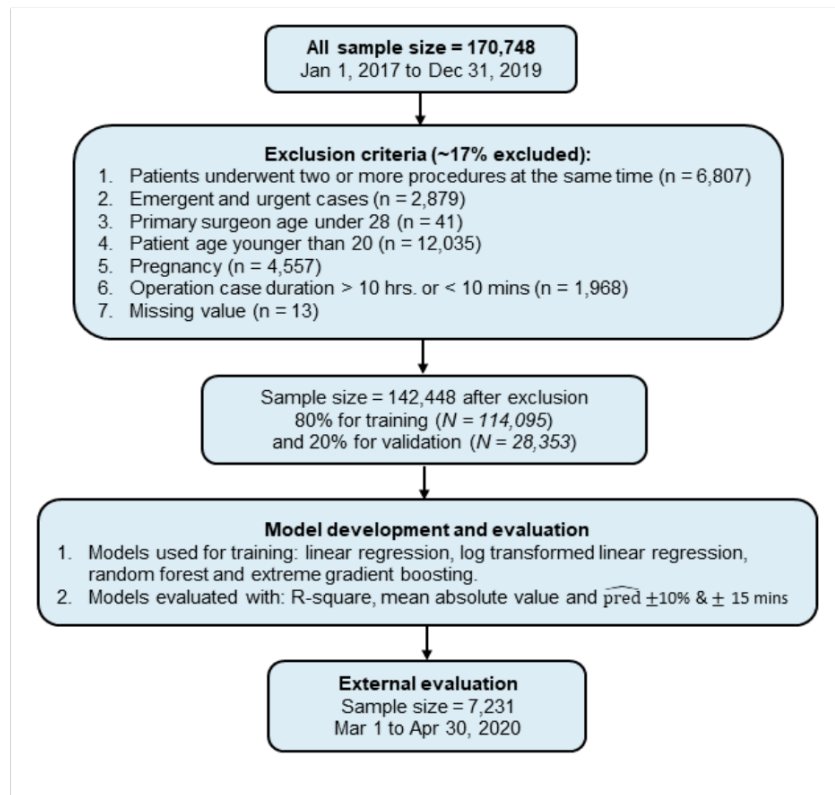 All sample size = 170,748
Jan 1, 2017 to Dec 31, 2019
Exclusion criteria (~17% excluded):
1. Patients underwent two or more procedures at the same time (n = 6,807)
2. Emergent and urgent cases (n = 2,879)
3. Primary surgeon age under 28 (n = 41)
4. Patient age younger than 20 (n = 12,035)
5. Pregnancy (n = 4,557)
6. Operation case duration > 10 hrs. or < 10 mins (n = 1,968)
7. Missing value (n = 13)
Sample size = 142,448 after exclusion
80% for training (N = 114,095)
and 20% for validation (N = 28,353)
Model development and evaluation
1. Models used for training: linear regression, log transformed linear regression,
random forest and extreme gradient boosting.
2. Models evaluated with: R-square, mean absolute value and p͡red ±10% & ± 15 mins
External evaluation
Sample size = 7,231
Mar 1 to Apr 30, 2020